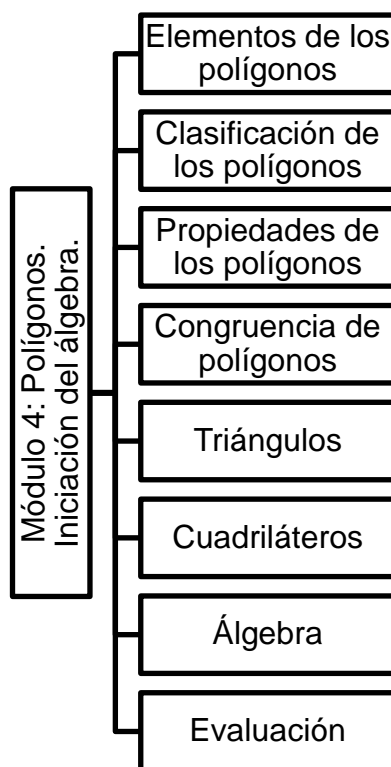 Módulo 4: Polígonos.
Iniciación del álgebra.
Elementos de los
polígonos
Clasificación de
los polígonos
Propiedades de
los polígonos
Congruencia de
polígonos
Triángulos
Cuadriláteros
Álgebra
Evaluación